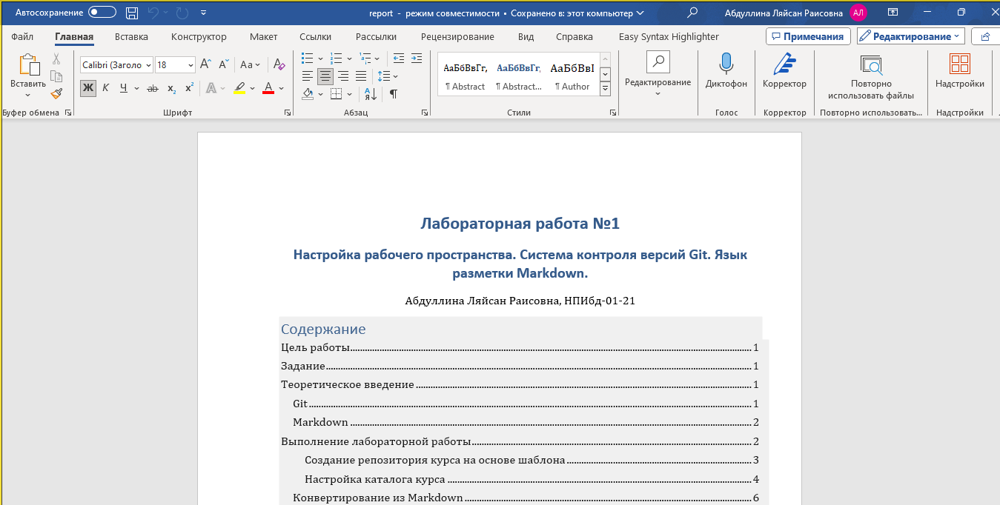 Автосохранение
report - режим совместимости • Сохранено в: этот компьютер
Абдуллина Ляйсан Раисовна АЛ
Файл Главная Вставка Конструктор Макет Ссылки Рассылки Рецензирование Вид Справка Easy Syntax Highlighter Примечания Редактирование
Вставить
Calibri (Заголо 18
Аа
Ж К Ч ab x₂ x² А А
АаБбВвГг, АаБбВвГг, АаБбВвІ
¶ Abstract ¶ Abstract... ¶ Author
Редактирование
Диктофон
Корректор
Повторно
использовать файлы
Надстройки
Буфер обмена Шрифт Абзац Стили Голос Корректор Повторно использовать... Надстройки
Лабораторная работа №1
Настройка рабочего пространства. Система контроля версий Git. Язык
разметки Markdown.
Абдуллина Ляйсан Раисовна, НПИбд-01-21
Содержание
Цель работы 1
Задание 1
Теоретическое введение 1
Git 1
Markdown 2
Выполнение лабораторной работы 2
Создание репозитория курса на основе шаблона 3
Настройка каталога курса 4
Конвертирование из Markdown 6